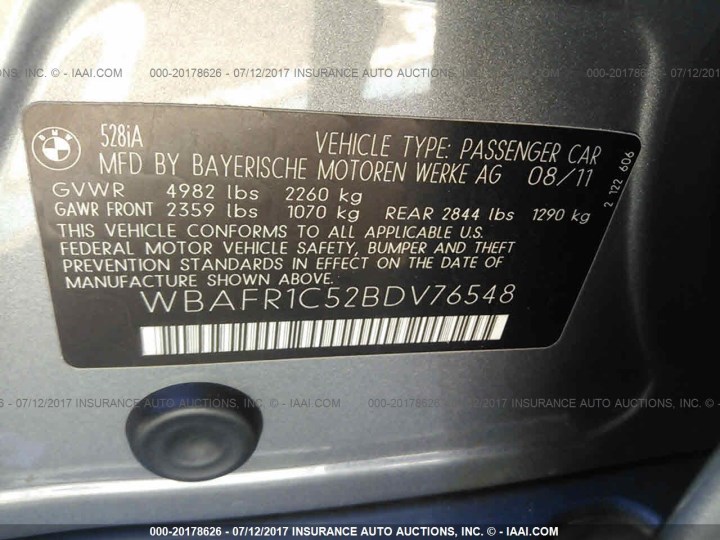 INSURANCE AUTO AUCTIONS, INC. © - IAAI.COM
000-20178626 - 07/12/2017 INSURANCE AUTO AUCTIONS, INC. © - IAAI.COM
BMW
528iA
VEHICLE TYPE: PASSENGER CAR
MFD BY BAYERISCHE MOTOREN WERKE AG 08/11
GVWR 4982 lbs 2260 kg
GAWR FRONT 2359 lbs 1070 kg REAR 2844 lbs 1290 kg
THIS VEHICLE CONFORMS TO ALL APPLICABLE U.S.
FEDERAL MOTOR VEHICLE SAFETY, BUMPER AND THEFT
PREVENTION STANDARDS IN EFFECT ON THE DATE OF
MANUFACTURE SHOWN ABOVE.
WBAFR1C52BDV76548
2 122 606
000-20178626 - 07/12/2017 INSURANCE AUTO AUCTIONS, INC. © - IAAI.COM
000-20178626 - 07/12/2017 INSURANCE AUTO AUCTIONS, INC. ©
000-20178626 - 07/12/2017 INSURANCE AUTO AUCTIONS, INC. © - IAAI.COM